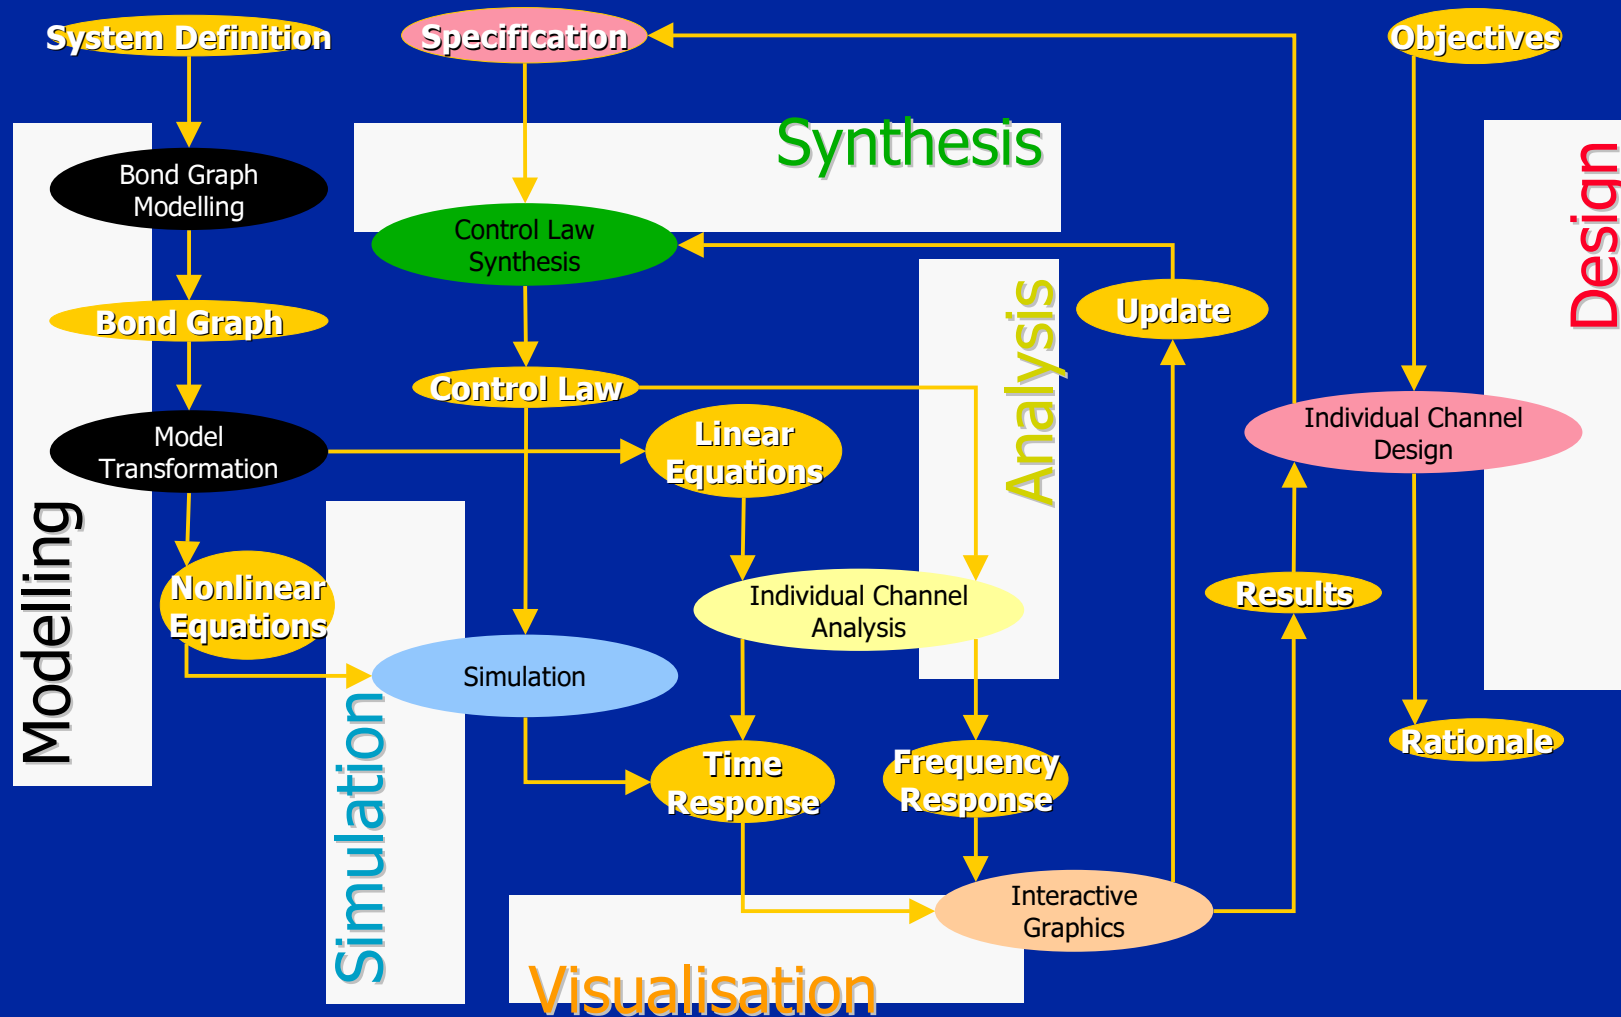 System Definition
Specification
Objectives
Synthesis
Bond Graph
Modelling
Control Law
Synthesis
Design
Analysis
Update
Bond Graph
Control Law
Individual Channel
Design
Linear
Equations
Model
Transformation
Modelling
Nonlinear
Equations
Individual Channel
Analysis
Results
Simulation
Simulation
Time
Response
Frequency
Response
Rationale
Interactive
Graphics
Visualisation